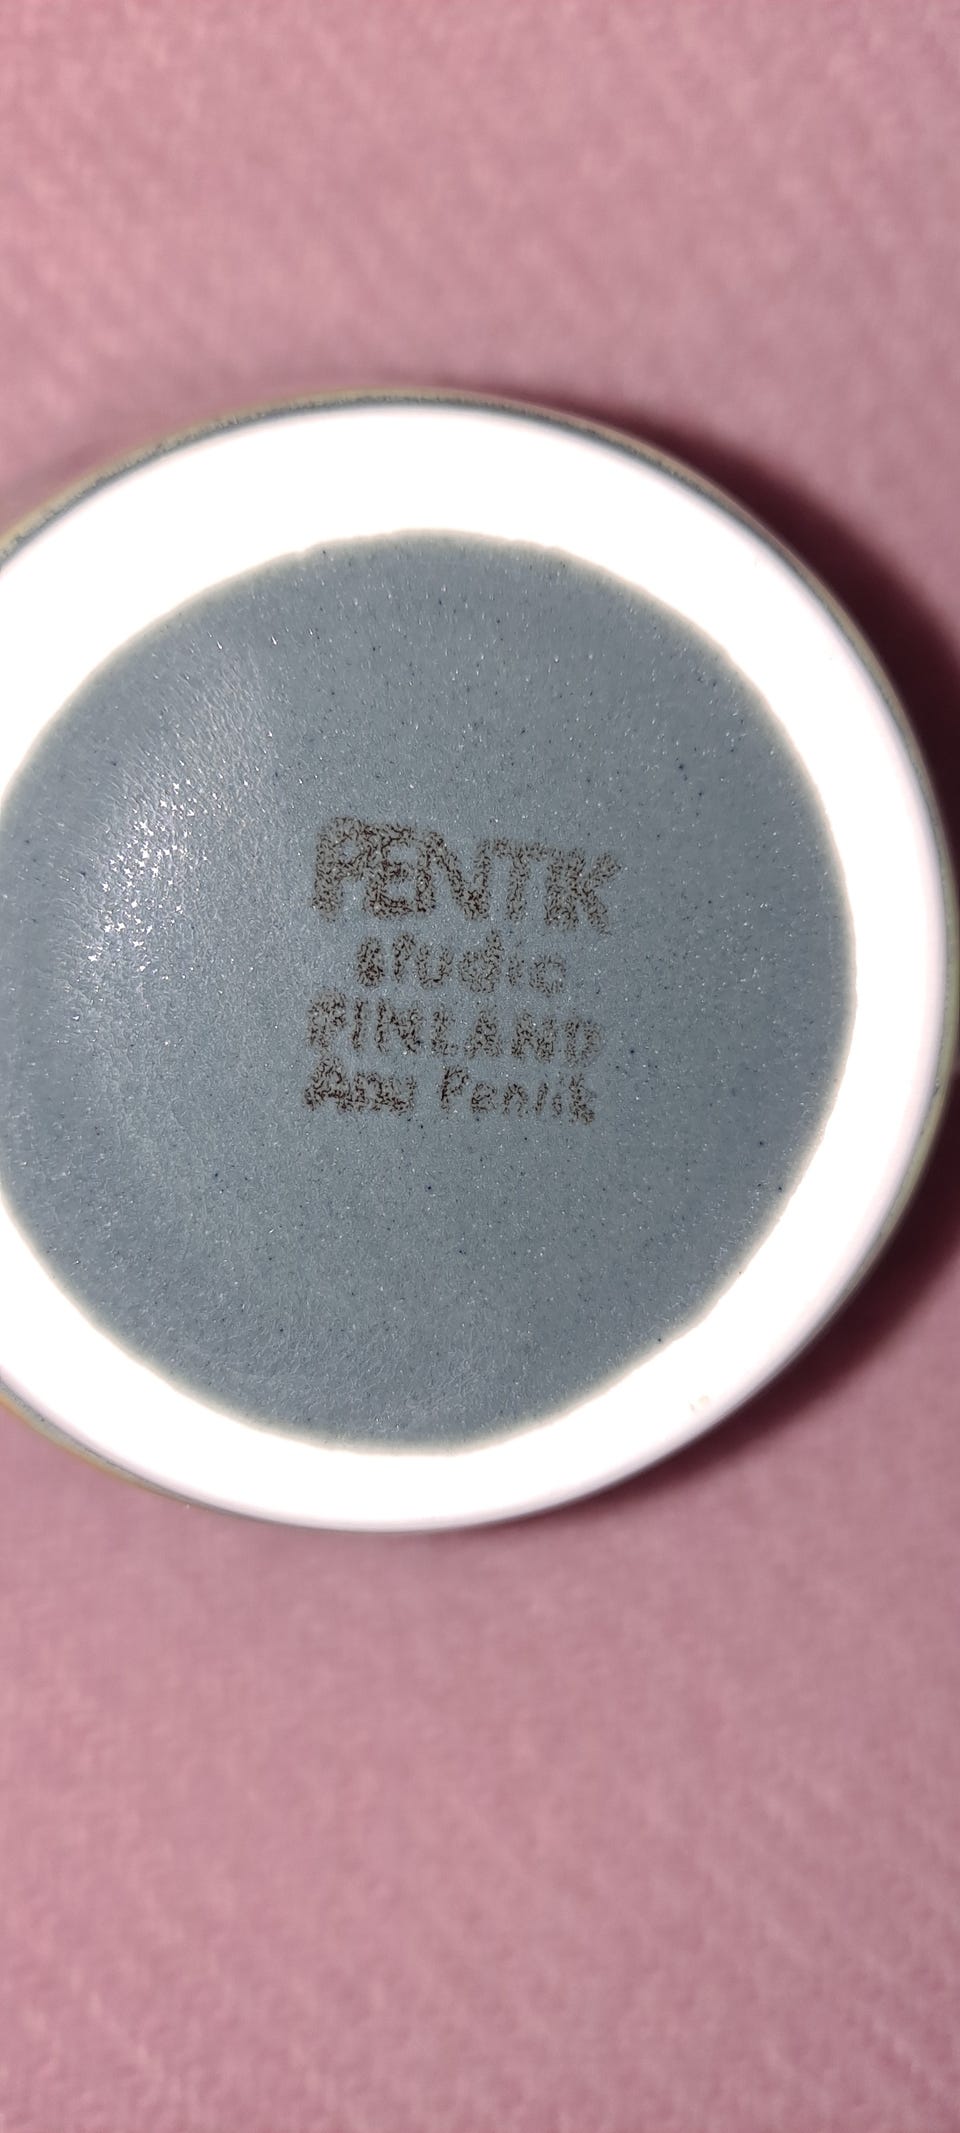 PENTIK
studio
FINLAND
Anu Pentik